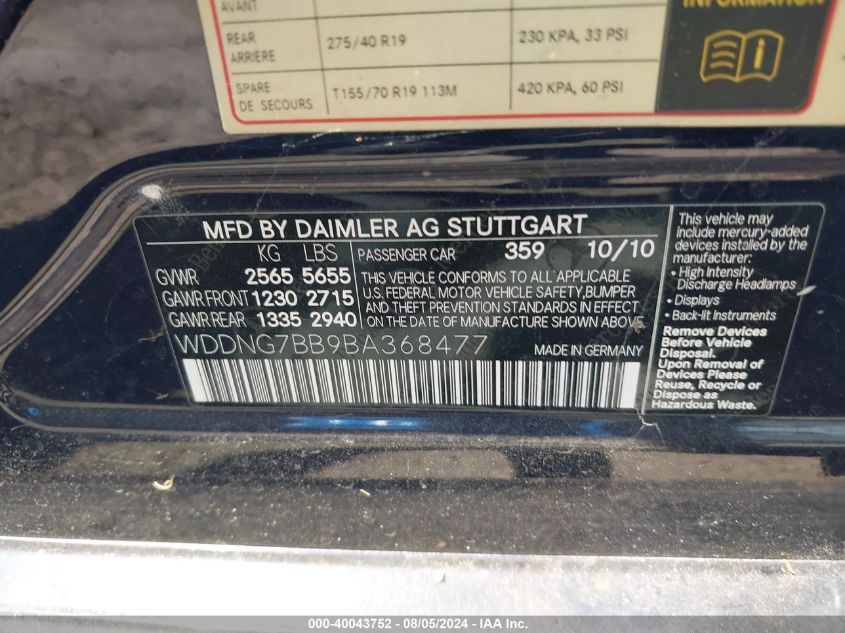 AVANT
INFORMATION
REAR
ARRIERE
275/40 R19
230 KPA, 33 PSI
SPARE
DE SECOURS
T155/70 R19 113M
420 KPA, 60 PSI
MFD BY DAIMLER AG STUTTGART
KG LBS
PASSENGER CAR 359 10/10
GVWR 2565 5655
GAWR FRONT 1230 2715
GAWR REAR 1335 2940
THIS VEHICLE CONFORMS TO ALL APPLICABLE
U.S. FEDERAL MOTOR VEHICLE SAFETY,BUMPER
AND THEFT PREVENTION STANDARDS IN EFFECT
ON THE DATE OF MANUFACTURE SHOWN ABOVE.
WDDNG7BB9BA368477
MADE IN GERMANY
This vehicle may
include mercury-added
devices installed by the
manufacturer:
• High Intensity
Discharge Headlamps
• Displays
• Back-lit Instruments
Remove Devices
Before Vehicle
Disposal.
Upon Removal of
Devices Please
Reuse, Recycle or
Dispose as
Hazardous Waste.
000-40043752 - 08/05/2024 - IAA Inc.